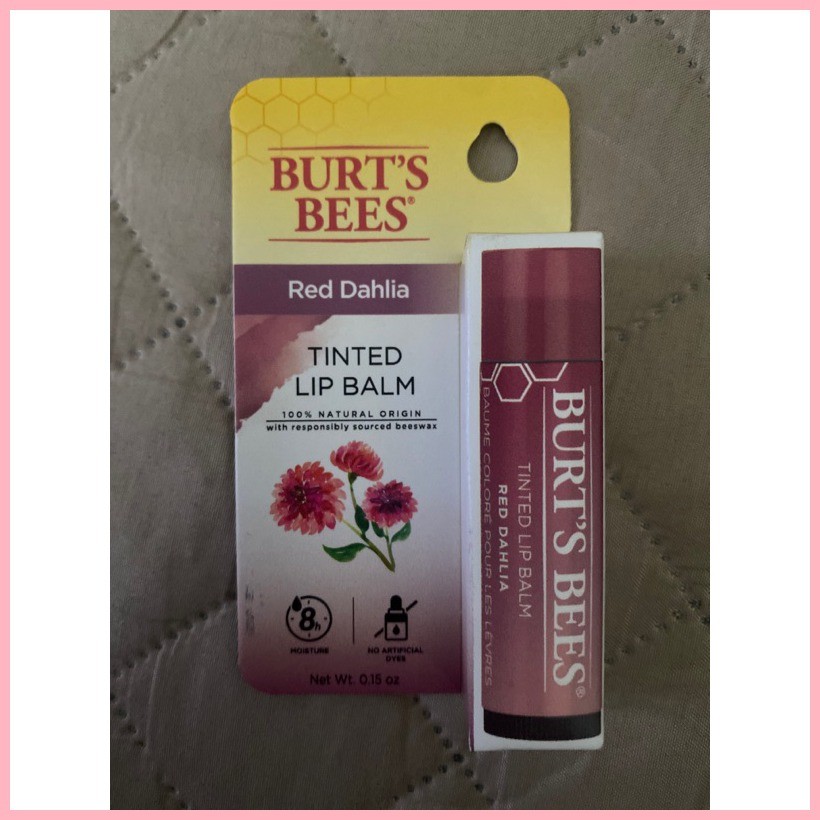 BURT'S
BEES®
Red Dahlia
TINTED
LIP BALM
100% NATURAL ORIGIN
with responsibly sourced beeswax
8h
MOISTURE
NO ARTIFICIAL
DYES
Net Wt. 0.15 oz
BURT'S BEES®
TINTED LIP BALM
RED DAHLIA
BAUME COLORÉ POUR LES LÈVRES